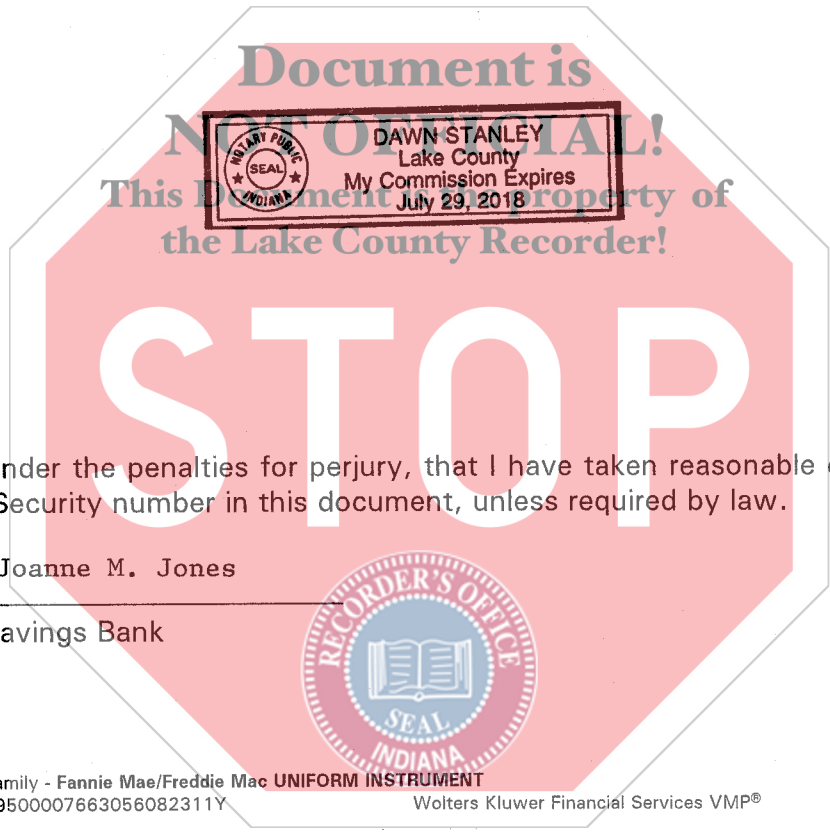 Document is
NOT OFFICIAL!
This Document is the property of
the Lake County Recorder!
NOTARY PUBLIC
SEAL
INDIANA
DAWN STANLEY
Lake County
My Commission Expires
July 29, 2018
STOP
nder the penalties for perjury, that I have taken reasonable
Security number in this document, unless required by law.
Joanne M. Jones
avings Bank
RECORDER'S OFFICE
SEAL
INDIANA
amily - Fannie Mae/Freddie Mac UNIFORM INSTRUMENT
9500007663056082311Y
Wolters Kluwer Financial Services VMP®